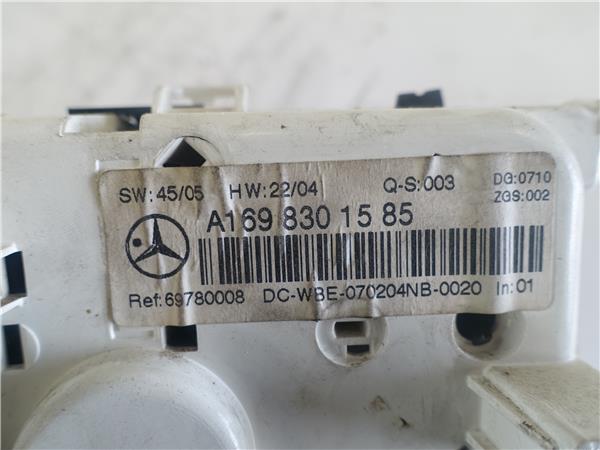 SW:45/05 HW:22/04 Q-S:003 DG:0710
ZGS:002
A169 830 15 85
Ref:69780008 DC-WBE-070204NB-0020 In:01